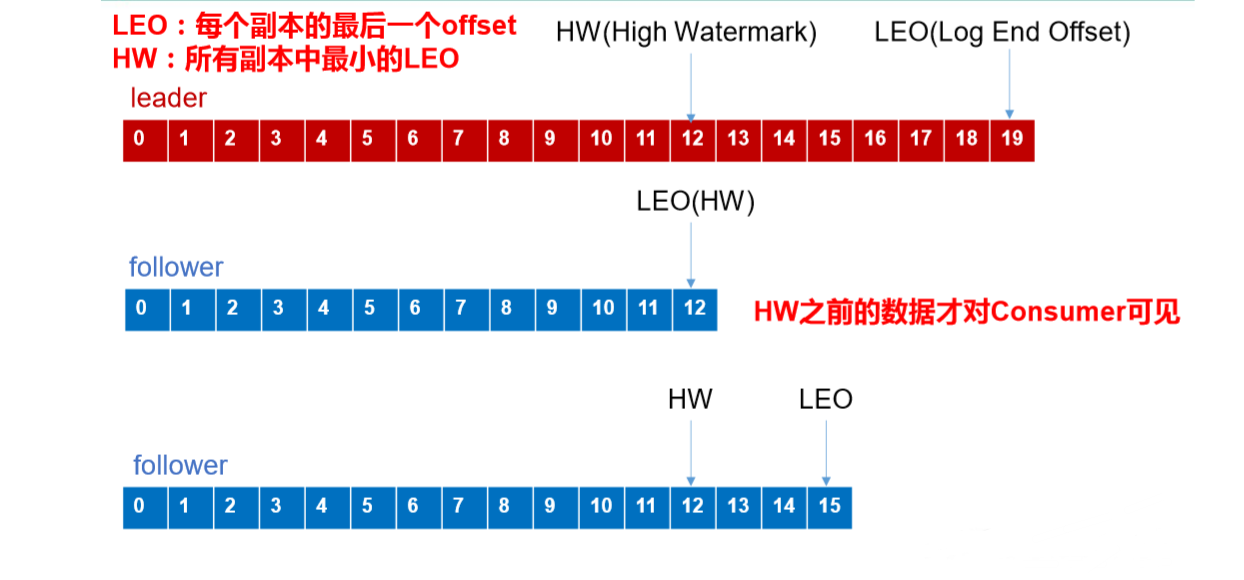 LEO：每个副本的最后一个offset
HW：所有副本中最小的LEO
HW(High Watermark)
LEO(Log End Offset)
leader
0 1 2 3 4 5 6 7 8 9 10 11 12 13 14 15 16 17 18 19
LEO(HW)
follower
0 1 2 3 4 5 6 7 8 9 10 11 12
HW之前的数据才对Consumer可见
HW
LEO
follower
0 1 2 3 4 5 6 7 8 9 10 11 12 13 14 15